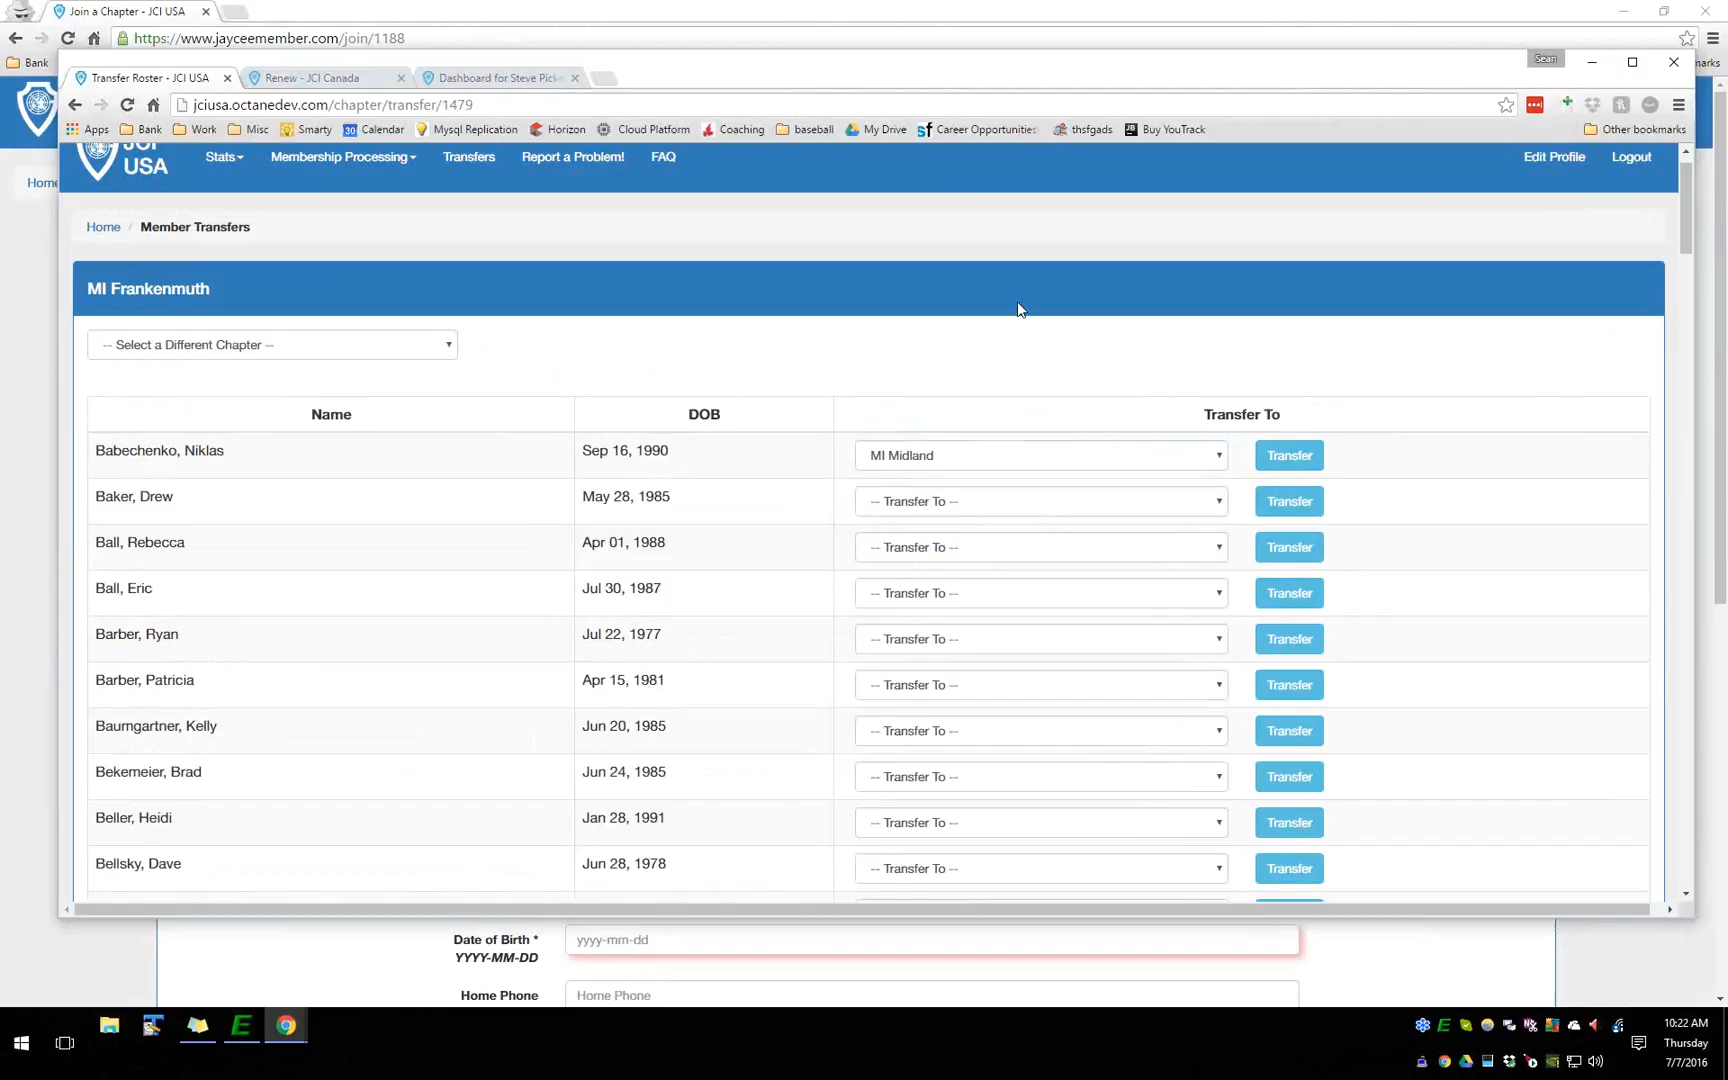 Join a Chapter - JCI USA
https://www.jayceemember.com/join/1188
Bank
Home
Sean
Transfer Roster - JCI USA
Renew - JCI Canada
Dashboard for Steve Pick
jciusa.octanedev.com/chapter/transfer/1479
Apps
Bank
Work
Misc
Smarty
Calendar
Mysql Replication
Horizon
Cloud Platform
Coaching
baseball
My Drive
Career Opportunities
thsfgads
Buy YouTrack
Other bookmarks
JCI
USA
Stats
Membership Processing
Transfers
Report a Problem!
FAQ
Edit Profile
Logout
Home / Member Transfers
MI Frankenmuth
-- Select a Different Chapter --
Name DOB Transfer To
Babechenko, Niklas Sep 16, 1990 MI Midland Transfer
Baker, Drew May 28, 1985 -- Transfer To -- Transfer
Ball, Rebecca Apr 01, 1988 -- Transfer To -- Transfer
Ball, Eric Jul 30, 1987 -- Transfer To -- Transfer
Barber, Ryan Jul 22, 1977 -- Transfer To -- Transfer
Barber, Patricia Apr 15, 1981 -- Transfer To -- Transfer
Baumgartner, Kelly Jun 20, 1985 -- Transfer To -- Transfer
Bekemeier, Brad Jun 24, 1985 -- Transfer To -- Transfer
Beller, Heidi Jan 28, 1991 -- Transfer To -- Transfer
Bellsky, Dave Jun 28, 1978 -- Transfer To -- Transfer
Date of Birth * yyyy-mm-dd
YYYY-MM-DD
Home Phone Home Phone
10:22 AM
Thursday
7/7/2016